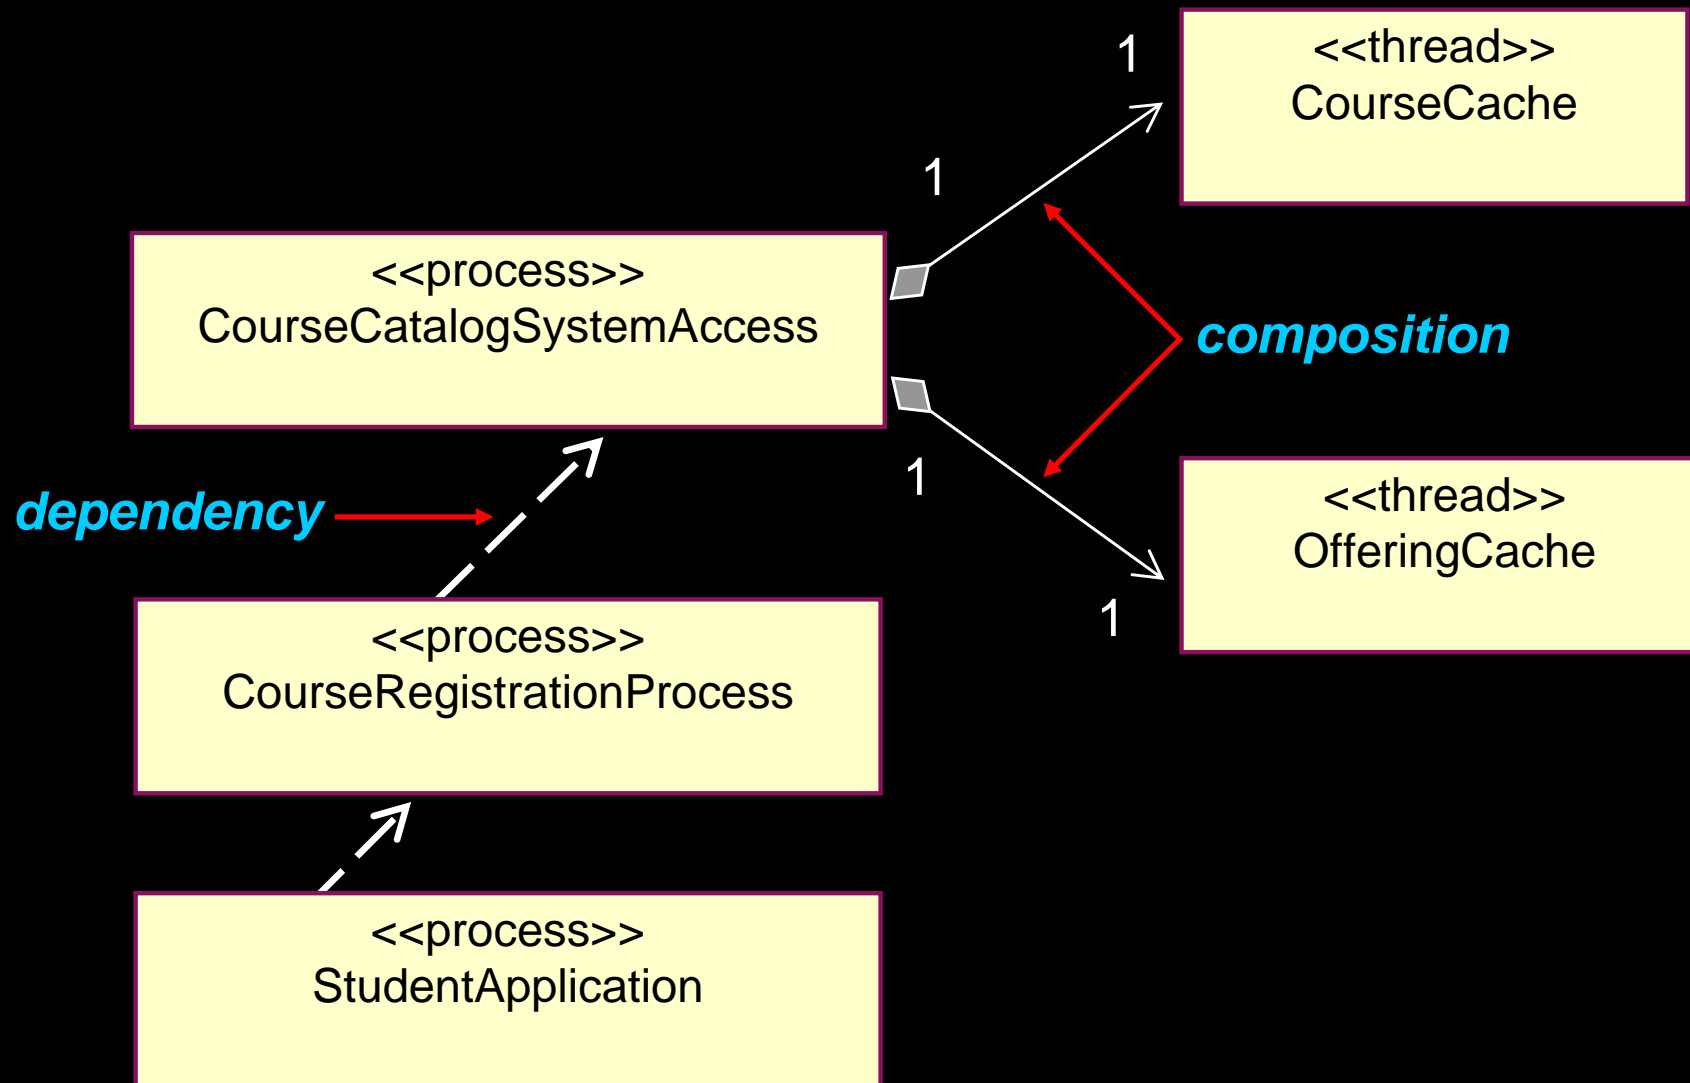 1
<<thread>>
CourseCache
1
<<process>>
CourseCatalogSystemAccess
composition
1
dependency
<<thread>>
OfferingCache
1
<<process>>
CourseRegistrationProcess
<<process>>
StudentApplication